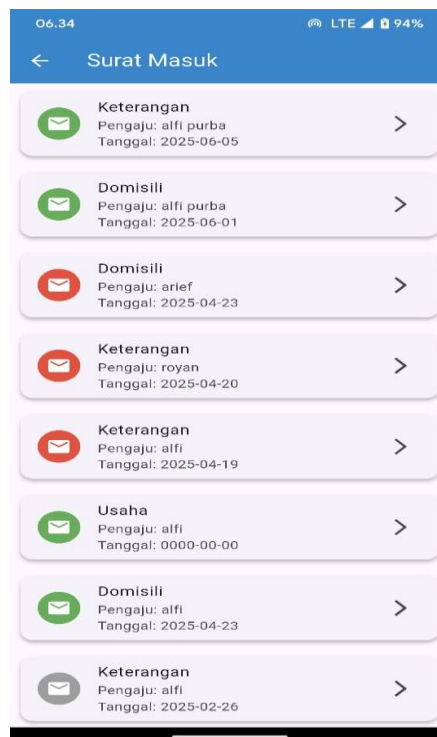 06.34
LTE 94%
Surat Masuk
Keterangan
Pengaju: alfi purba
Tanggal: 2025-06-05
Domisili
Pengaju: alfi purba
Tanggal: 2025-06-01
Domisili
Pengaju: arief
Tanggal: 2025-04-23
Keterangan
Pengaju: royan
Tanggal: 2025-04-20
Keterangan
Pengaju: alfi
Tanggal: 2025-04-19
Usaha
Pengaju: alfi
Tanggal: 0000-00-00
Domisili
Pengaju: alfi
Tanggal: 2025-04-23
Keterangan
Pengaju: alfi
Tanggal: 2025-02-26